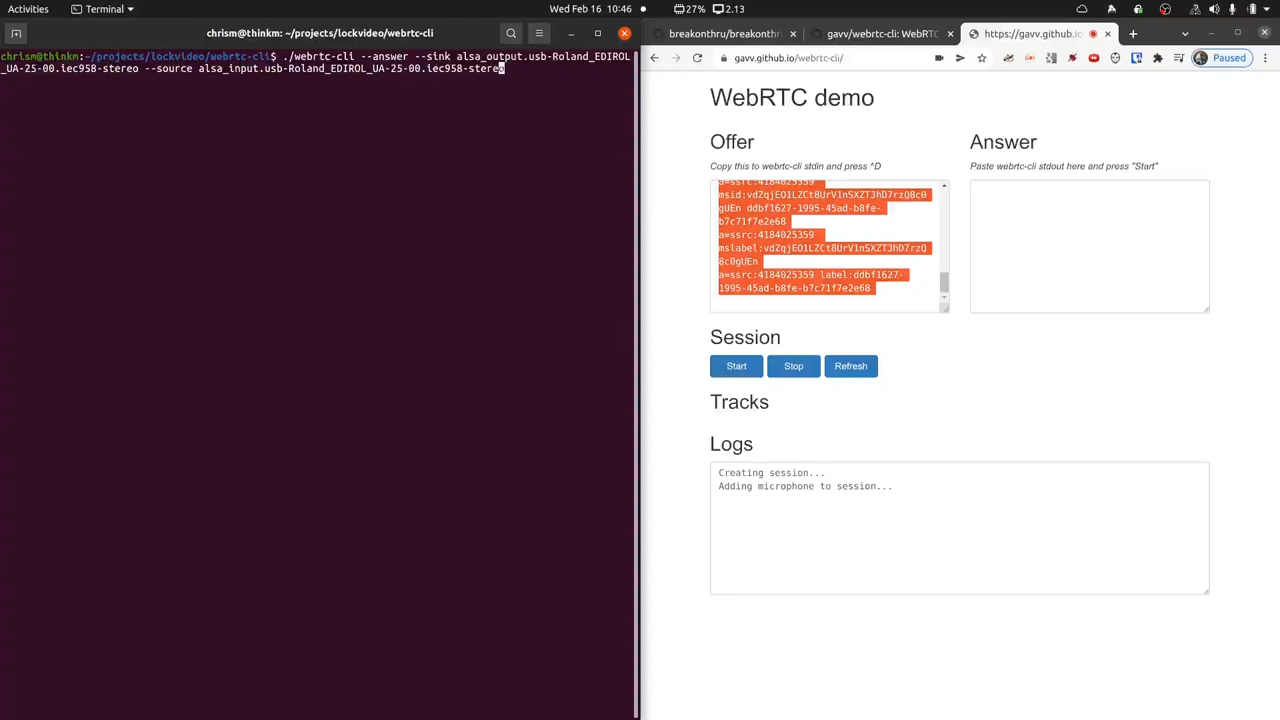 Activities
Terminal
Wed Feb 16 10:46
27%
2.13
chrism@thinkm: ~/projects/lockvideo/webrtc-cli
chrism@thinkm:~/projects/lockvideo/webrtc-cli$ ./webrtc-cli --answer --sink alsa_output.usb-Roland_EDIROL
_UA-25-00.iec958-stereo --source alsa_input.usb-Roland_EDIROL_UA-25-00.iec958-stereo
breakonthru/breakonthr
gavv/webrtc-cli: WebRTC
https://gavv.github.io
gavv.github.io/webrtc-cli/
Paused
WebRTC demo
Offer
Copy this to webrtc-cli stdin and press ^D
a=ssrc:4184025359
msid:vdZqjEO1LZCt8UrV1nSXZTJhD7rzQ8c0
gUEn ddbf1627-1995-45ad-b8fe-
b7c71f7e2e68
a=ssrc:4184025359
mslabel:vdZqjEO1LZCt8UrV1nSXZTJhD7rzQ
8c0gUEn
a=ssrc:4184025359 label:ddbf1627-
1995-45ad-b8fe-b7c71f7e2e68
Answer
Paste webrtc-cli stdout here and press "Start"
Session
Start
Stop
Refresh
Tracks
Logs
Creating session...
Adding microphone to session...